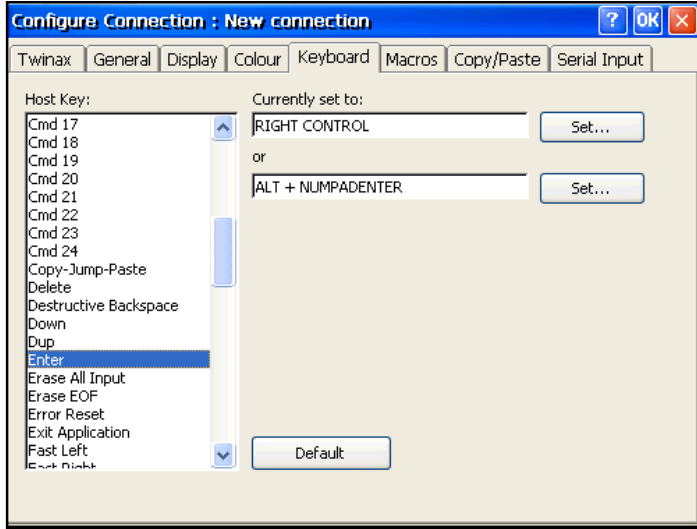 Configure Connection : New connection
? OK X
Twinax General Display Colour Keyboard Macros Copy/Paste Serial Input
Host Key:
Currently set to:
Cmd 17
RIGHT CONTROL
Set...
Cmd 18
Cmd 19
or
Cmd 20
ALT + NUMPADENTER
Set...
Cmd 21
Cmd 22
Cmd 23
Cmd 24
Copy-Jump-Paste
Delete
Destructive Backspace
Down
Dup
Enter
Erase All Input
Erase EOF
Error Reset
Exit Application
Fast Left
Fast Right
Default